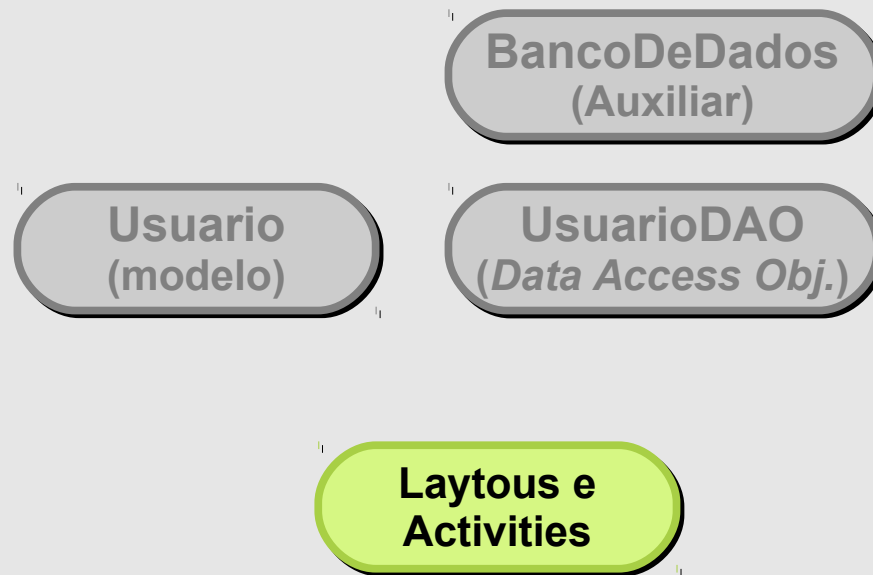 BancoDeDados
(Auxiliar)
Usuario
(modelo)
UsuarioDAO
(Data Access Obj.)
Laytous e
Activities